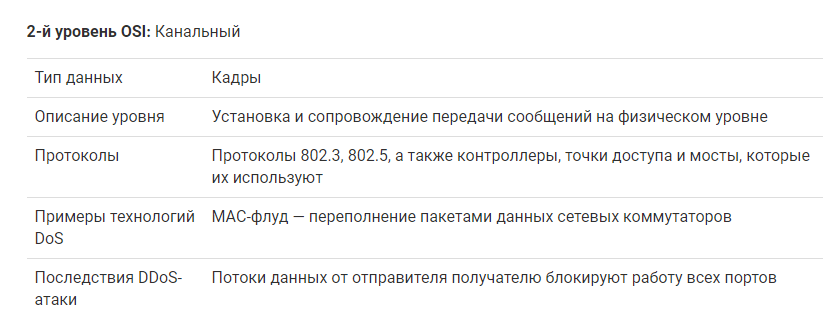 2-й уровень OSI: Канальный
Тип данных Кадры
Описание уровня Установка и сопровождение передачи сообщений на физическом уровне
Протоколы Протоколы 802.3, 802.5, а также контроллеры, точки доступа и мосты, которые
их используют
Примеры технологий MAC-флуд — переполнение пакетами данных сетевых коммутаторов
DoS
Последствия DDoS- Потоки данных от отправителя получателю блокируют работу всех портов
атаки